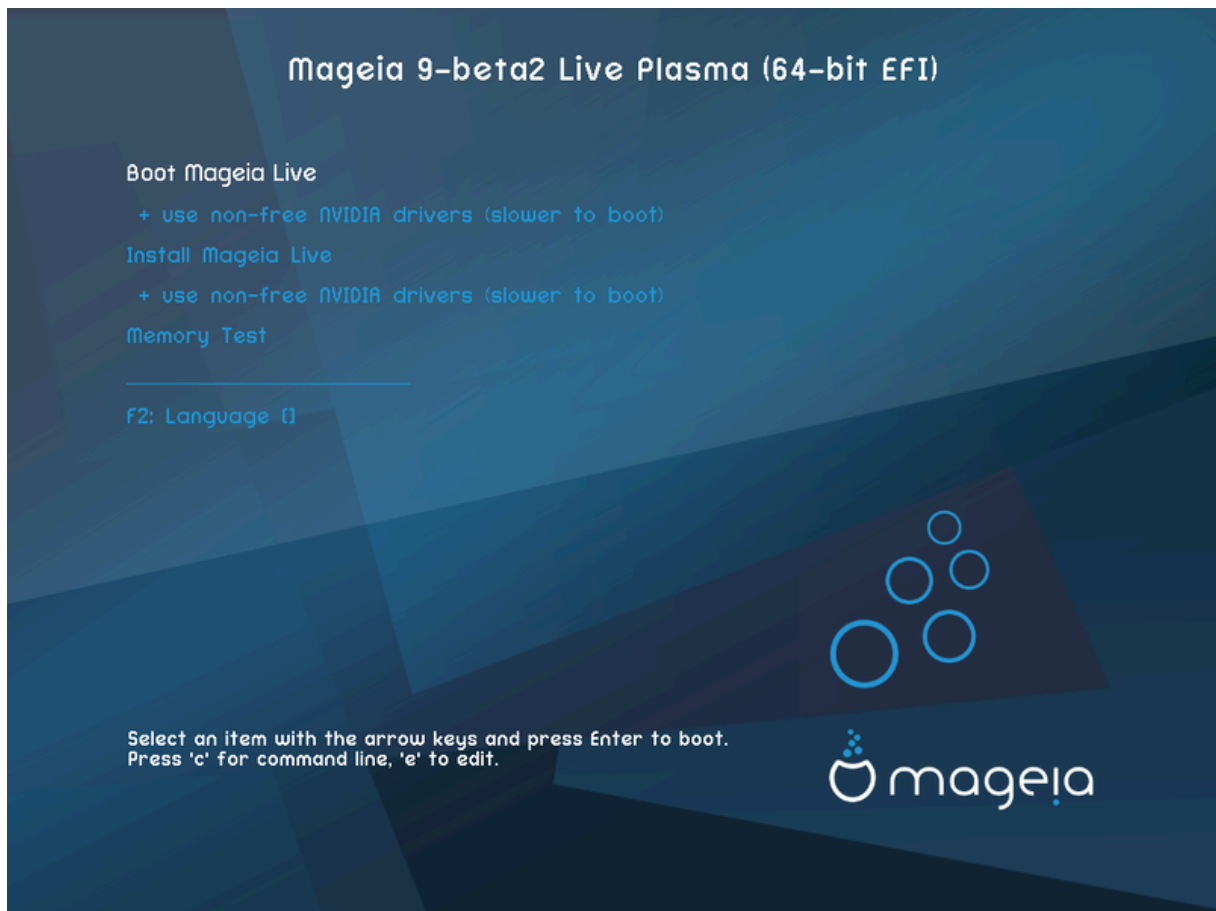 Mageia 9-beta2 Live Plasma (64-bit EFI)
Boot Mageia Live
+ use non-free NVIDIA drivers (slower to boot)
Install Mageia Live
+ use non-free NVIDIA drivers (slower to boot)
Memory Test
F2: Language []
Select an item with the arrow keys and press Enter to boot.
Press 'c' for command line, 'e' to edit.
mageia